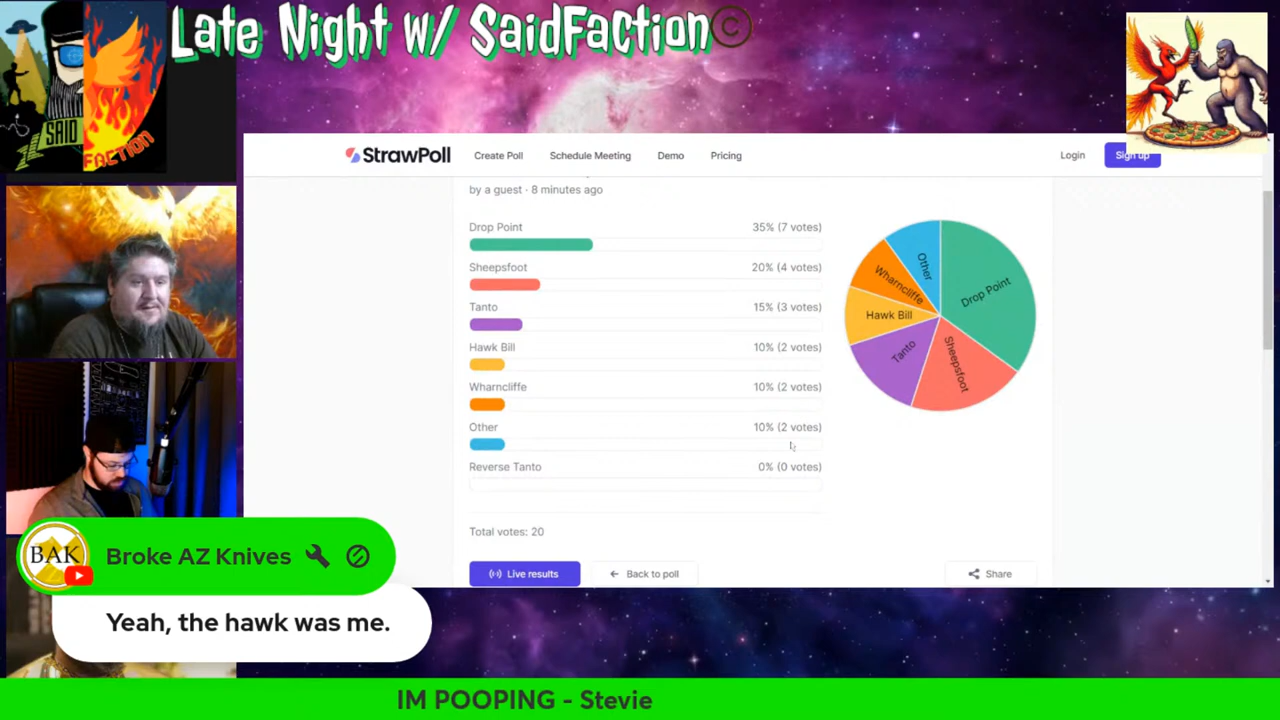 Late Night w/ SaidFaction©
SAID
FACTION
StrawPoll
Create Poll
Schedule Meeting
Demo
Pricing
Login
Sign up
by a guest · 8 minutes ago
Drop Point
35% (7 votes)
Sheepsfoot
20% (4 votes)
Tanto
15% (3 votes)
Hawk Bill
10% (2 votes)
Wharncliffe
10% (2 votes)
Other
10% (2 votes)
Reverse Tanto
0% (0 votes)
Total votes: 20
Live results
Back to poll
Share
Other
Wharncliffe
Drop Point
Hawk Bill
Tanto
Sheepsfoot
BAK
Broke AZ Knives
Yeah, the hawk was me.
IM POOPING - Stevie